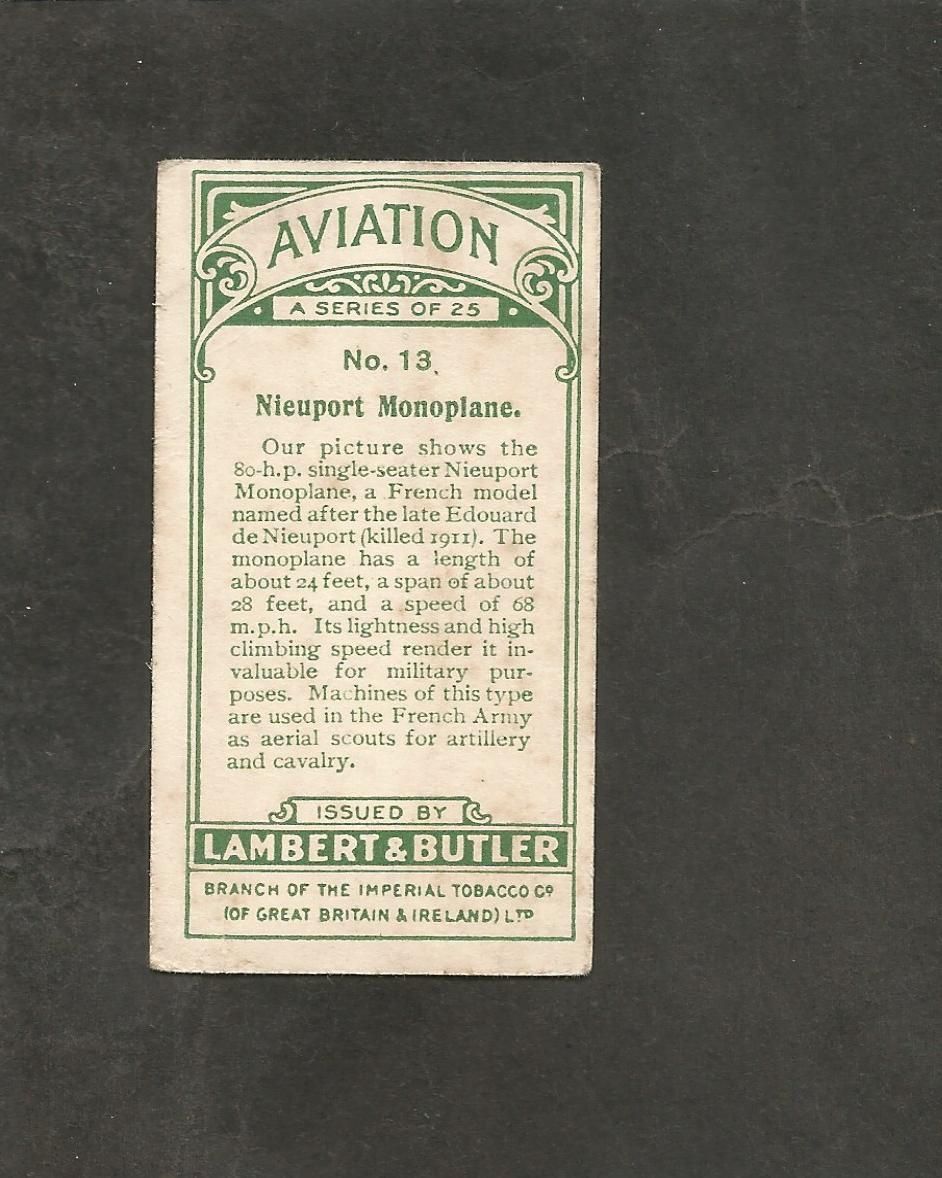 AVIATION
A SERIES OF 25
No. 13.
Nieuport Monoplane.
Our picture shows the
80-h.p. single-seater Nieuport
Monoplane, a French model
named after the late Edouard
de Nieuport (killed 1911). The
monoplane has a length of
about 24 feet, a span of about
28 feet, and a speed of 68
m.p.h. Its lightness and high
climbing speed render it in-
valuable for military pur-
poses. Machines of this type
are used in the French Army
as aerial scouts for artillery
and cavalry.
ISSUED BY
LAMBERT & BUTLER
BRANCH OF THE IMPERIAL TOBACCO Cº
(OF GREAT BRITAIN & IRELAND) LTD